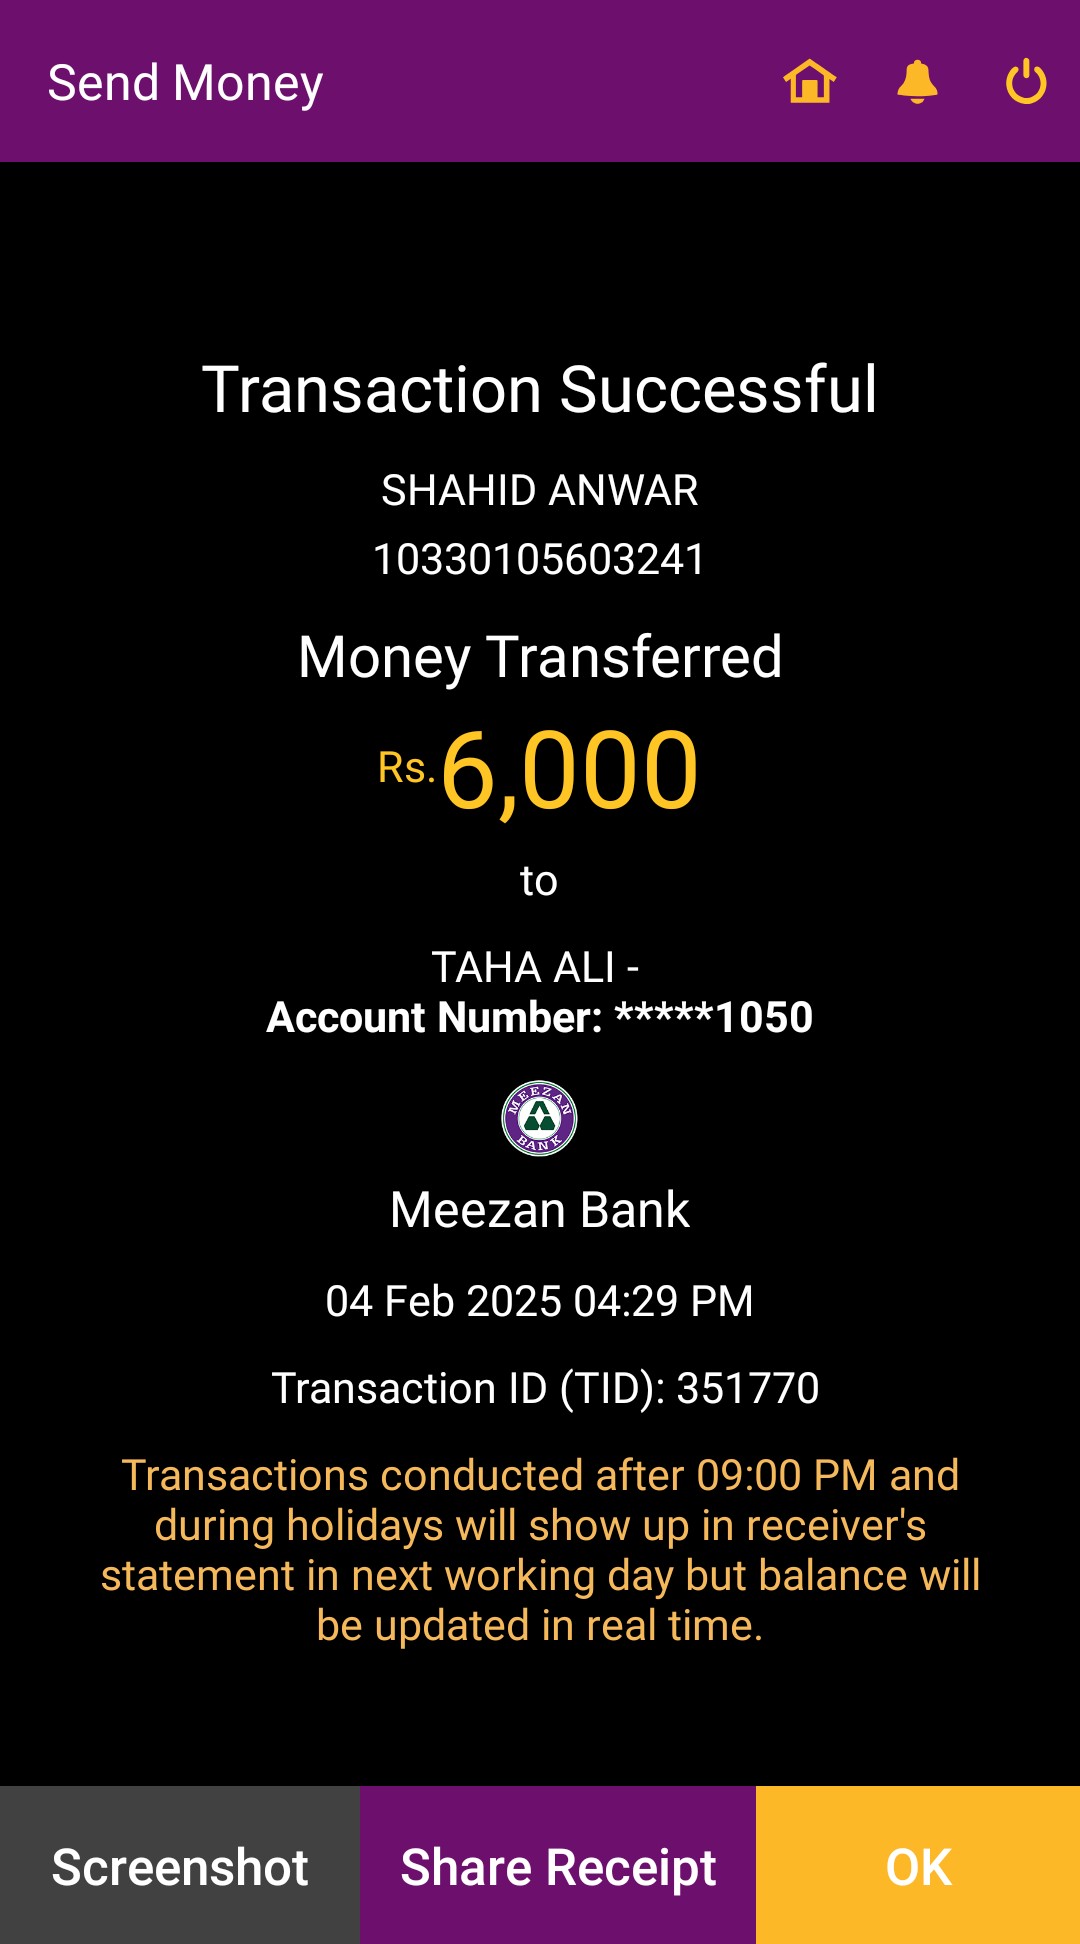 Send Money
Transaction Successful
SHAHID ANWAR
10330105603241
Money Transferred
Rs.6,000
to
TAHA ALI -
Account Number: *****1050
MEEZAN
BANK
Meezan Bank
04 Feb 2025 04:29 PM
Transaction ID (TID): 351770
Transactions conducted after 09:00 PM and
during holidays will show up in receiver's
statement in next working day but balance will
be updated in real time.
Screenshot
Share Receipt
OK